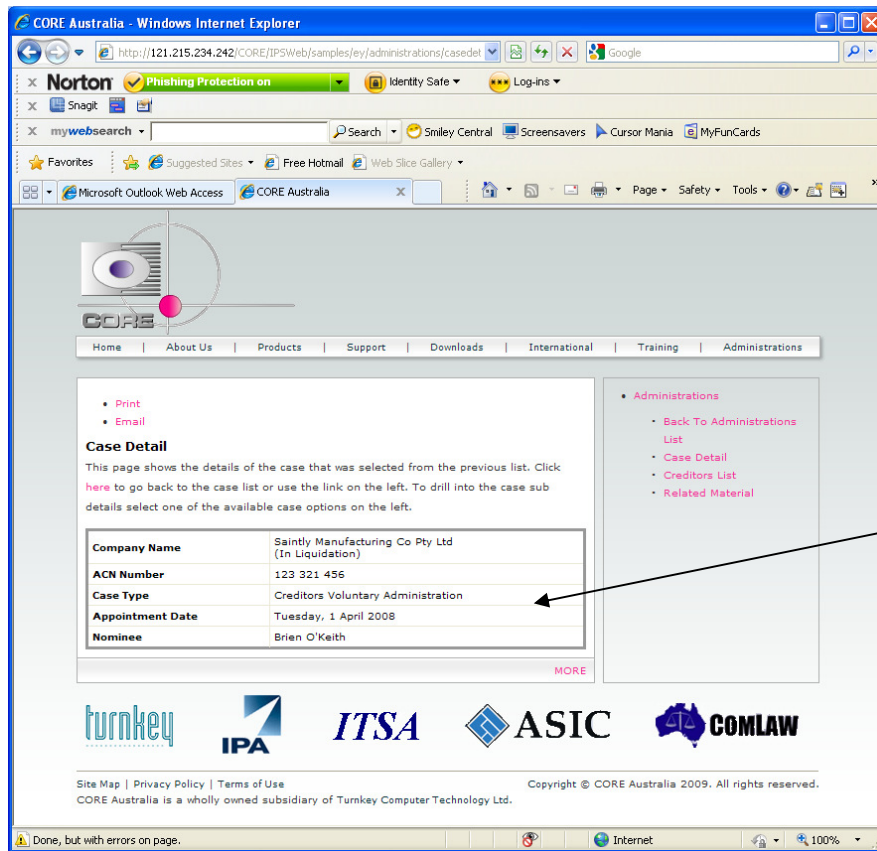 CORE Australia - Windows Internet Explorer
http://121.215.234.242/CORE/IPSWeb/samples/ey/administrations/casedet
Google
x Norton Phishing Protection on Identity Safe Log-ins
x Snagit
x mywebsearch Search Smiley Central Screensavers Cursor Mania MyFunCards
Favorites Suggested Sites Free Hotmail Web Slice Gallery
Microsoft Outlook Web Access CORE Australia X Page Safety Tools »
CORE
Home | About Us | Products | Support | Downloads | International | Training | Administrations
• Print
• Email
Case Detail
This page shows the details of the case that was selected from the previous list. Click
here to go back to the case list or use the link on the left. To drill into the case sub
details select one of the available case options on the left.
Company Name Saintly Manufacturing Co Pty Ltd
(In Liquidation)
ACN Number 123 321 456
Case Type Creditors Voluntary Administration
Appointment Date Tuesday, 1 April 2008
Nominee Brien O'Keith
MORE
• Administrations
• Back To Administrations
List
• Case Detail
• Creditors List
• Related Material
turnkey IPA ITSA ASIC COMLAW
Site Map | Privacy Policy | Terms of Use Copyright © CORE Australia 2009. All rights reserved.
CORE Australia is a wholly owned subsidiary of Turnkey Computer Technology Ltd.
Done, but with errors on page. Internet 100%